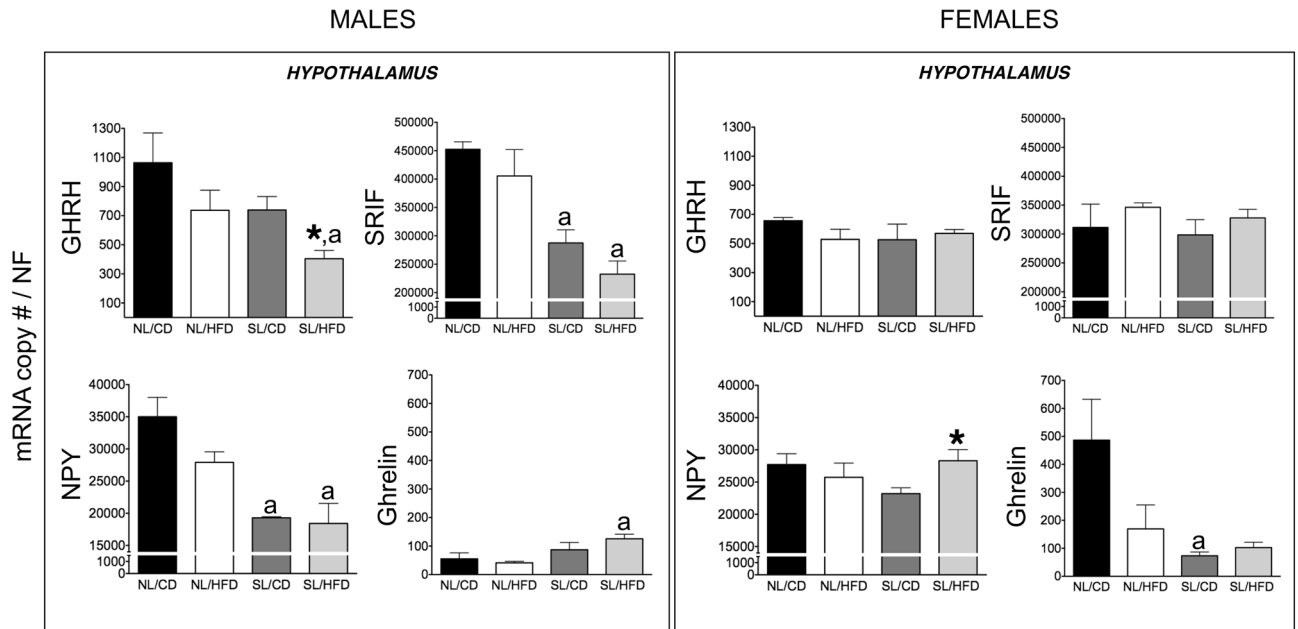 MALES
FEMALES
mRNA copy # / NF
HYPOTHALAMUS
GHRH
1300
1100
900
700
500
300
100
*,a
NL/CD NL/HFD SL/CD SL/HFD
SRIF
500000
450000
400000
350000
300000
250000
200000
1000
0
a
a
NL/CD NL/HFD SL/CD SL/HFD
NPY
40000
35000
30000
25000
20000
15000
1000
0
a a
NL/CD NL/HFD SL/CD SL/HFD
Ghrelin
700
600
500
400
300
200
100
0
a
NL/CD NL/HFD SL/CD SL/HFD
HYPOTHALAMUS
GHRH
1300
1100
900
700
500
300
100
NL/CD NL/HFD SL/CD SL/HFD
SRIF
500000
450000
400000
350000
300000
250000
200000
1000
0
NL/CD NL/HFD SL/CD SL/HFD
NPY
40000
35000
30000
25000
20000
15000
1000
0
*
NL/CD NL/HFD SL/CD SL/HFD
Ghrelin
700
600
500
400
300
200
100
0
a
NL/CD NL/HFD SL/CD SL/HFD